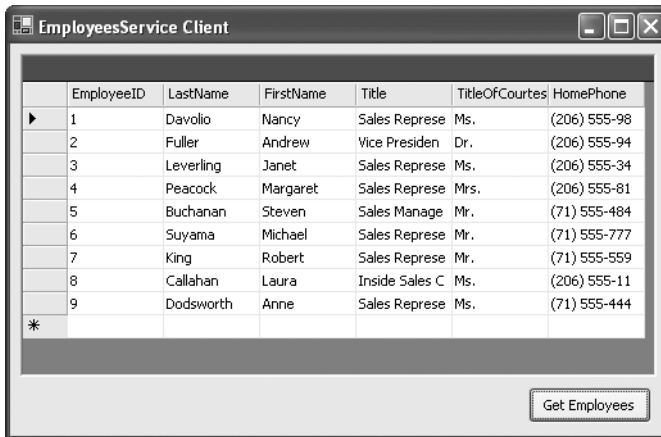 EmployeesService Client
EmployeeID LastName FirstName Title TitleOfCourtes HomePhone
1 Davolio Nancy Sales Represe Ms. (206) 555-98
2 Fuller Andrew Vice Presiden Dr. (206) 555-94
3 Leverling Janet Sales Represe Ms. (206) 555-34
4 Peacock Margaret Sales Represe Mrs. (206) 555-81
5 Buchanan Steven Sales Manage Mr. (71) 555-484
6 Suyama Michael Sales Represe Mr. (71) 555-777
7 King Robert Sales Represe Mr. (71) 555-559
8 Callahan Laura Inside Sales C Ms. (206) 555-11
9 Dodsworth Anne Sales Represe Ms. (71) 555-444
Get Employees